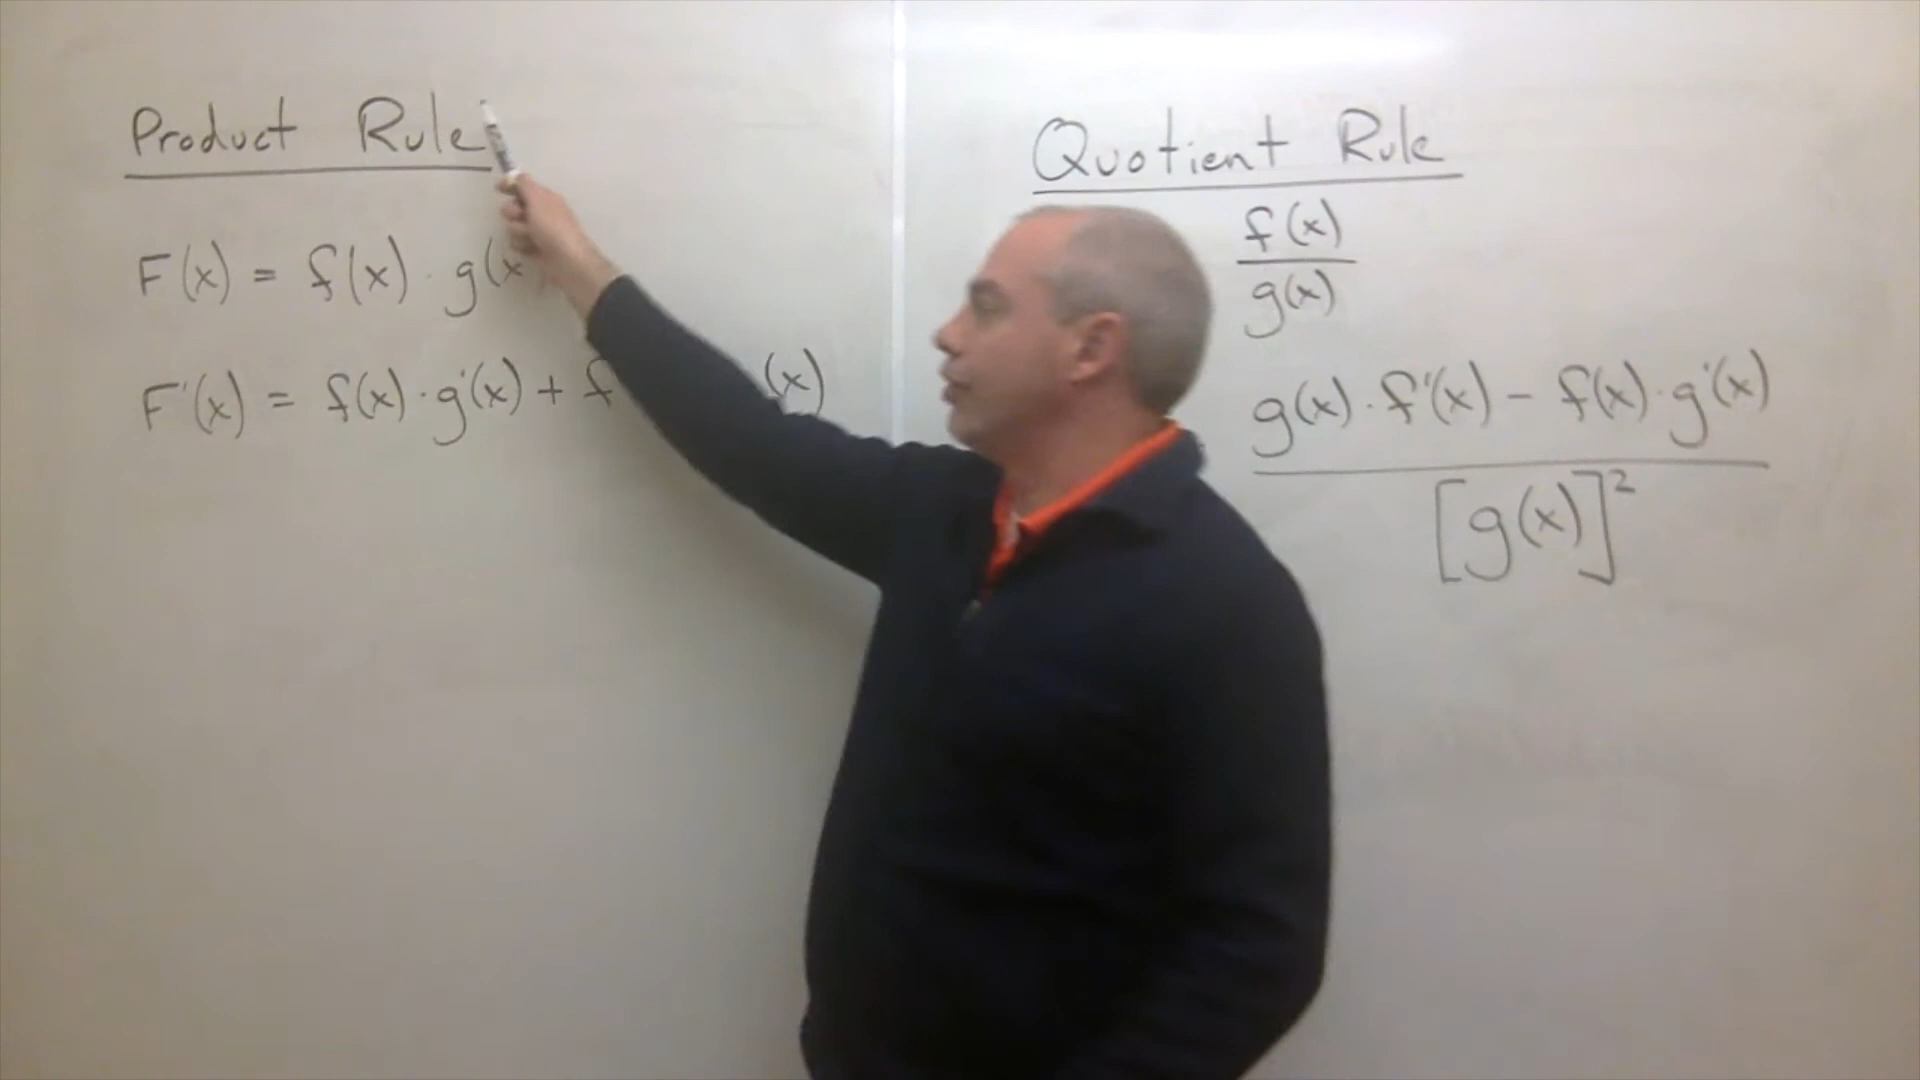 Product Rule
F(x) = f(x) · g(x
F'(x) = f(x) · g'(x) + f (x)
Quotient Rule
f(x)
g(x)
g(x) · f'(x) - f(x) · g'(x)
[g(x)]²